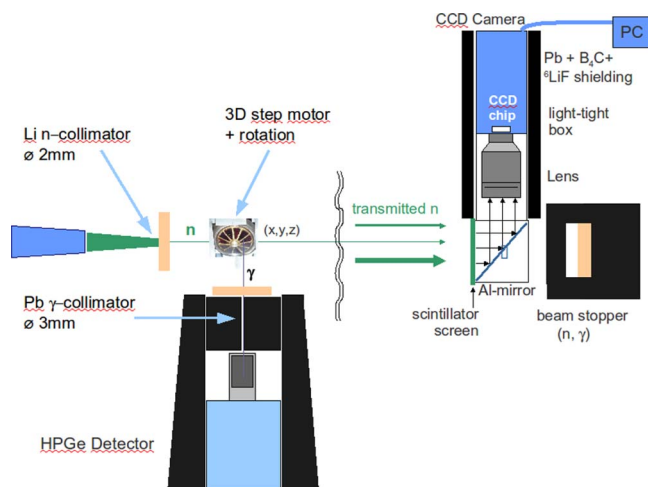 CCD Camera
PC
Pb + B₄C+
⁶LiF shielding
CCD
chip
light-tight
box
Lens
Li n–collimator
ø 2mm
3D step motor
+ rotation
n
(x,y,z)
γ
transmitted n
Pb γ–collimator
ø 3mm
Al-mirror
scintillator
screen
beam stopper
(n, γ)
HPGe Detector